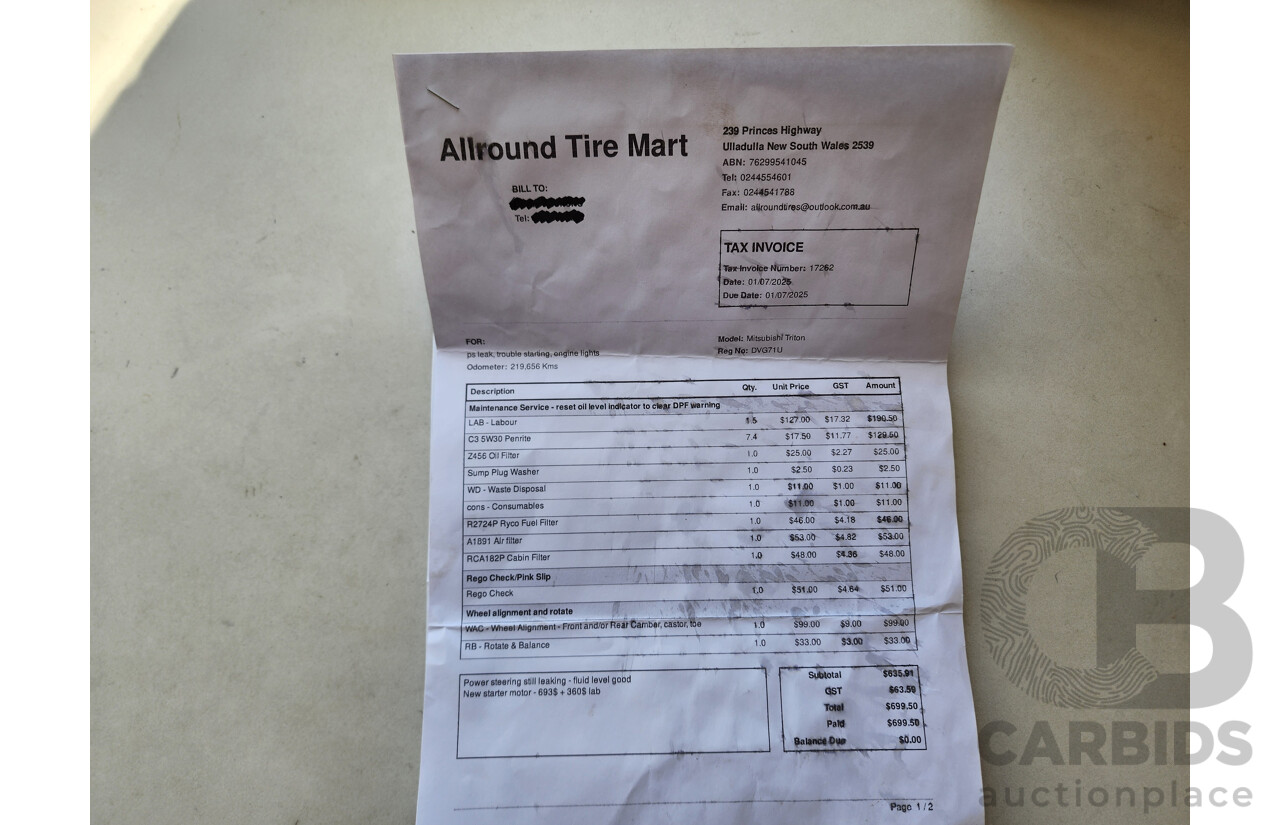 Allround Tire Mart
239 Princes Highway
Ulladulla New South Wales 2539
ABN: 76299541045
Tel: 0244554601
Fax: 0244541788
Email: allroundtires@outlook.com.au
BILL TO:
Tel:
TAX INVOICE
Tax Invoice Number: 17262
Date: 01/07/2025
Due Date: 01/07/2025
FOR:
ps leak, trouble starting, engine lights
Odometer: 219,656 Kms
Model: Mitsubishi Triton
Reg No: DVG71U
Description Qty. Unit Price GST Amount
Maintenance Service - reset oil level indicator to clear DPF warning
LAB - Labour 1.5 $127.00 $17.32 $190.50
C3 5W30 Penrite 7.4 $17.50 $11.77 $129.50
Z456 Oil Filter 1.0 $25.00 $2.27 $25.00
Sump Plug Washer 1.0 $2.50 $0.23 $2.50
WD - Waste Disposal 1.0 $11.00 $1.00 $11.00
cons - Consumables 1.0 $11.00 $1.00 $11.00
R2724P Ryco Fuel Filter 1.0 $46.00 $4.18 $46.00
A1891 Air filter 1.0 $53.00 $4.82 $53.00
RCA182P Cabin Filter 1.0 $48.00 $4.36 $48.00
Rego Check/Pink Slip
Rego Check 1.0 $51.00 $4.64 $51.00
Wheel alignment and rotate
WAC - Wheel Alignment - Front and/or Rear Camber, castor, toe 1.0 $99.00 $9.00 $99.00
RB - Rotate & Balance 1.0 $33.00 $3.00 $33.00
Power steering still leaking - fluid level good
New starter motor - 693$ + 360$ lab
Subtotal $635.91
GST $63.59
Total $699.50
Paid $699.50
Balance Due $0.00
Page 1 / 2
CB
CARBIDS
auctionplace